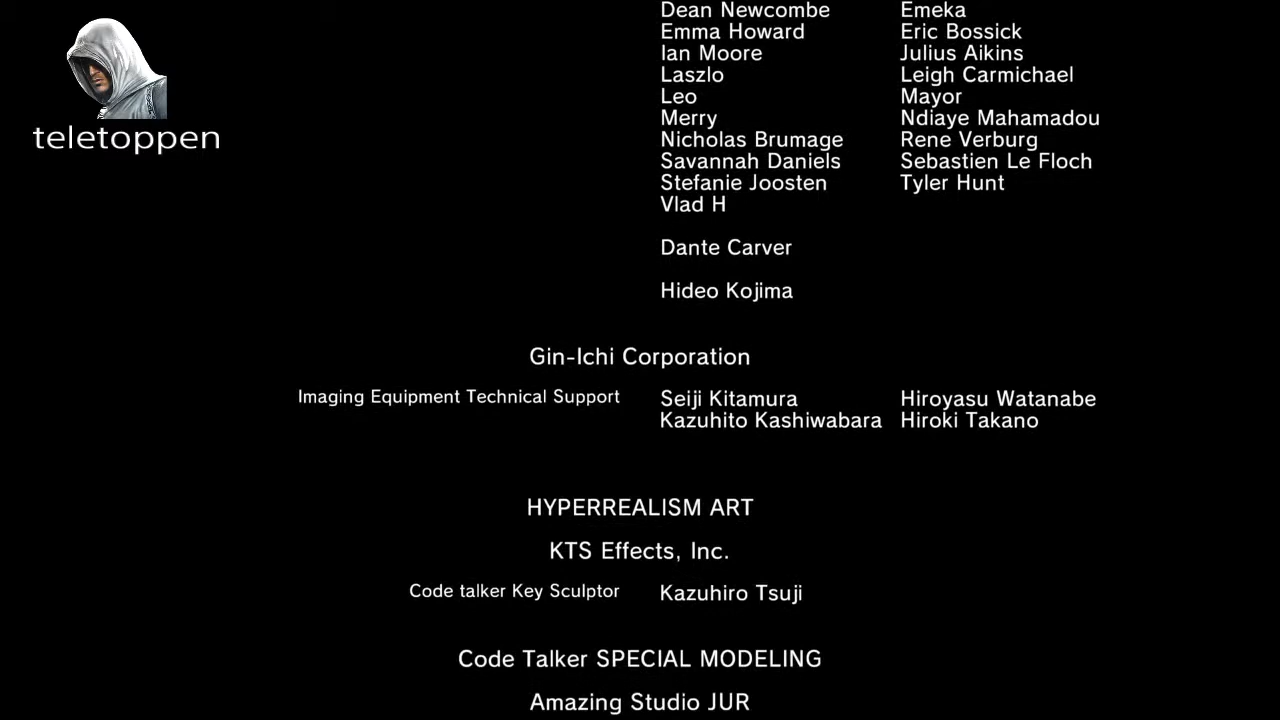 teletoppen
Dean Newcombe Emeka
Emma Howard Eric Bossick
Ian Moore Julius Aikins
Laszlo Leigh Carmichael
Leo Mayor
Merry Ndiaye Mahamadou
Nicholas Brumage Rene Verburg
Savannah Daniels Sebastien Le Floch
Stefanie Joosten Tyler Hunt
Vlad H
Dante Carver
Hideo Kojima
Gin-Ichi Corporation
Imaging Equipment Technical Support Seiji Kitamura Hiroyasu Watanabe
Kazuhito Kashiwabara Hiroki Takano
HYPERREALISM ART
KTS Effects, Inc.
Code talker Key Sculptor Kazuhiro Tsuji
Code Talker SPECIAL MODELING
Amazing Studio JUR